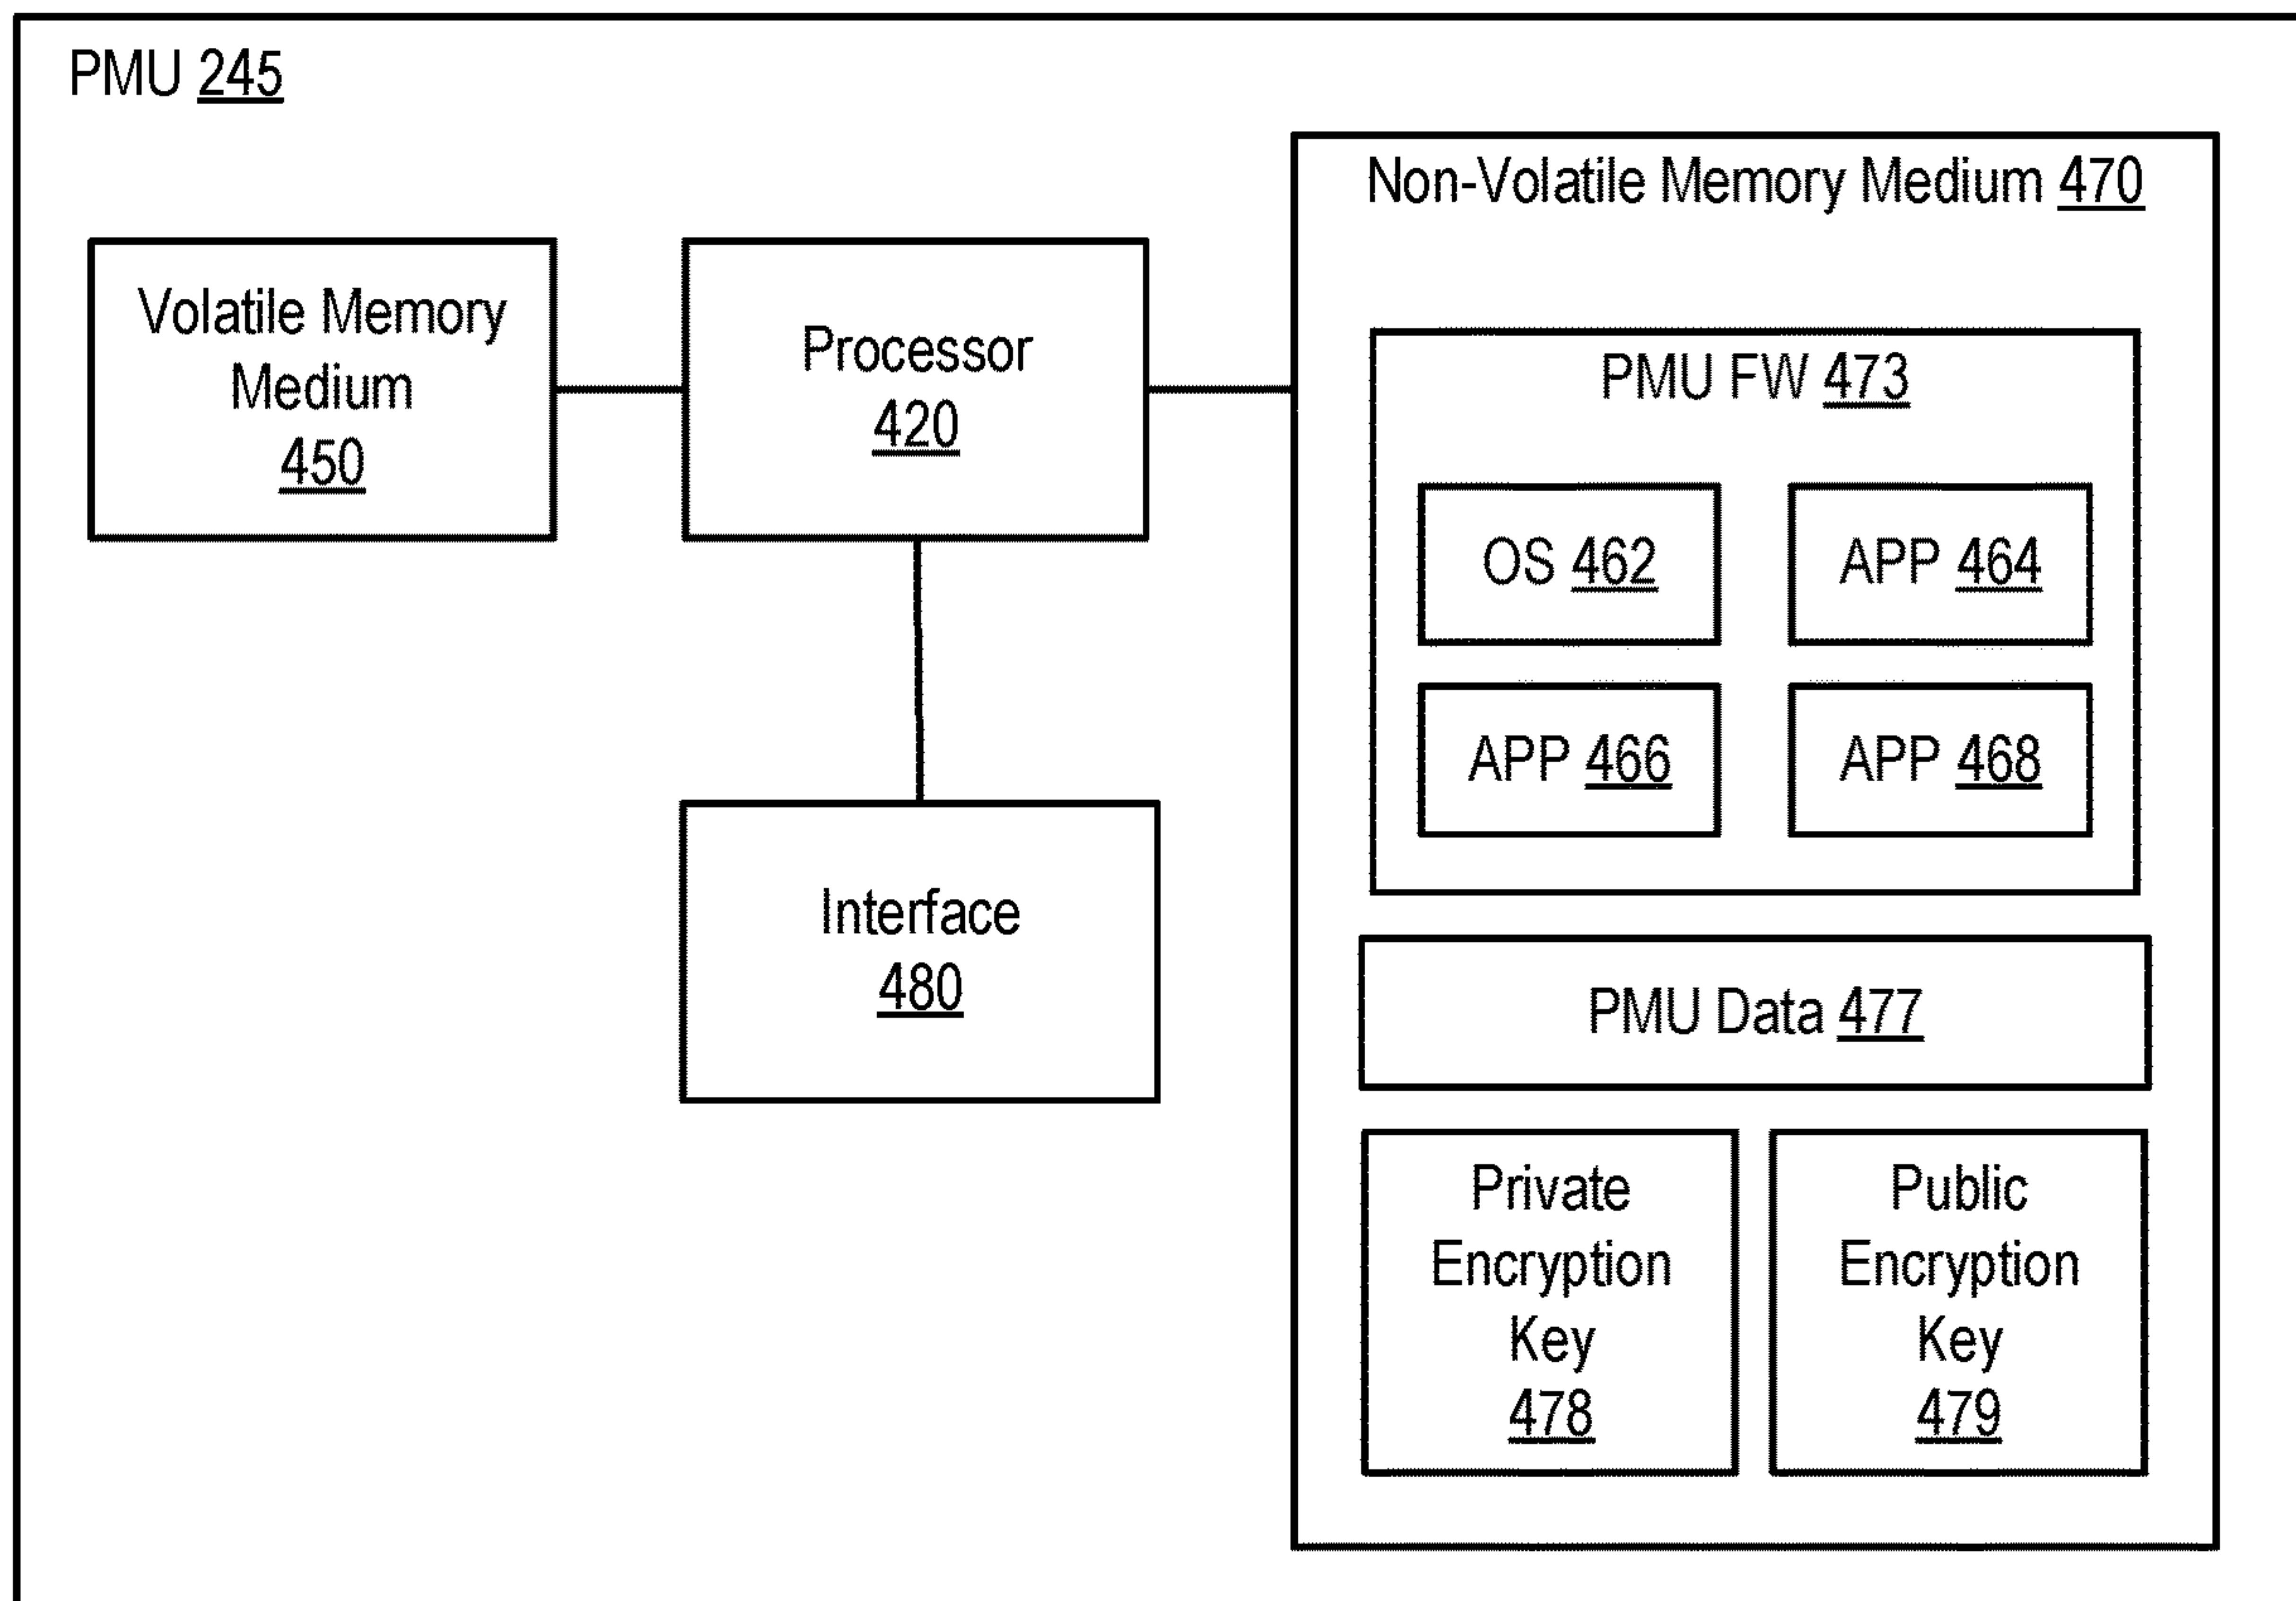 PMU 245
Volatile Memory
Medium
450
Processor
420
Interface
480
Non-Volatile Memory Medium 470
PMU FW 473
OS 462
APP 464
APP 466
APP 468
PMU Data 477
Private
Encryption
Key
478
Public
Encryption
Key
479